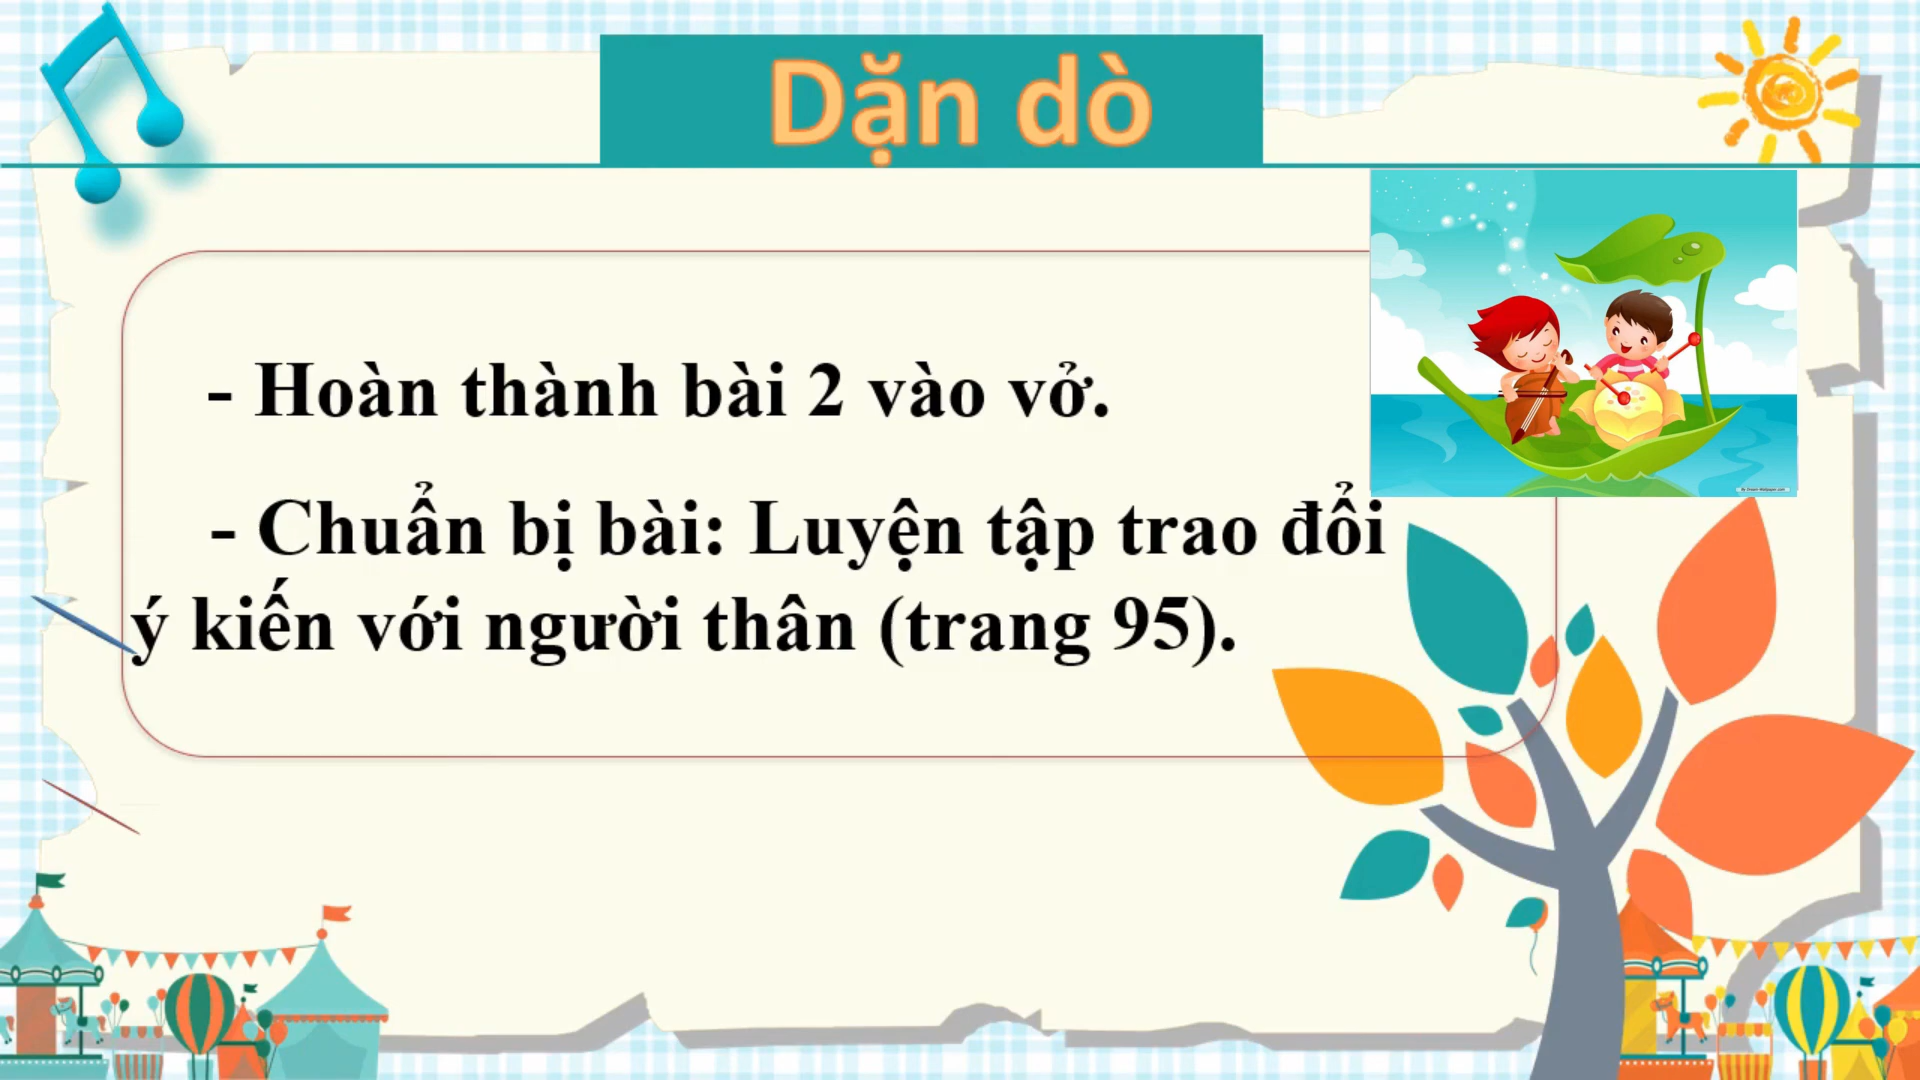 Dặn dò
- Hoàn thành bài 2 vào vở.
- Chuẩn bị bài: Luyện tập trao đổi
ý kiến với người thân (trang 95).